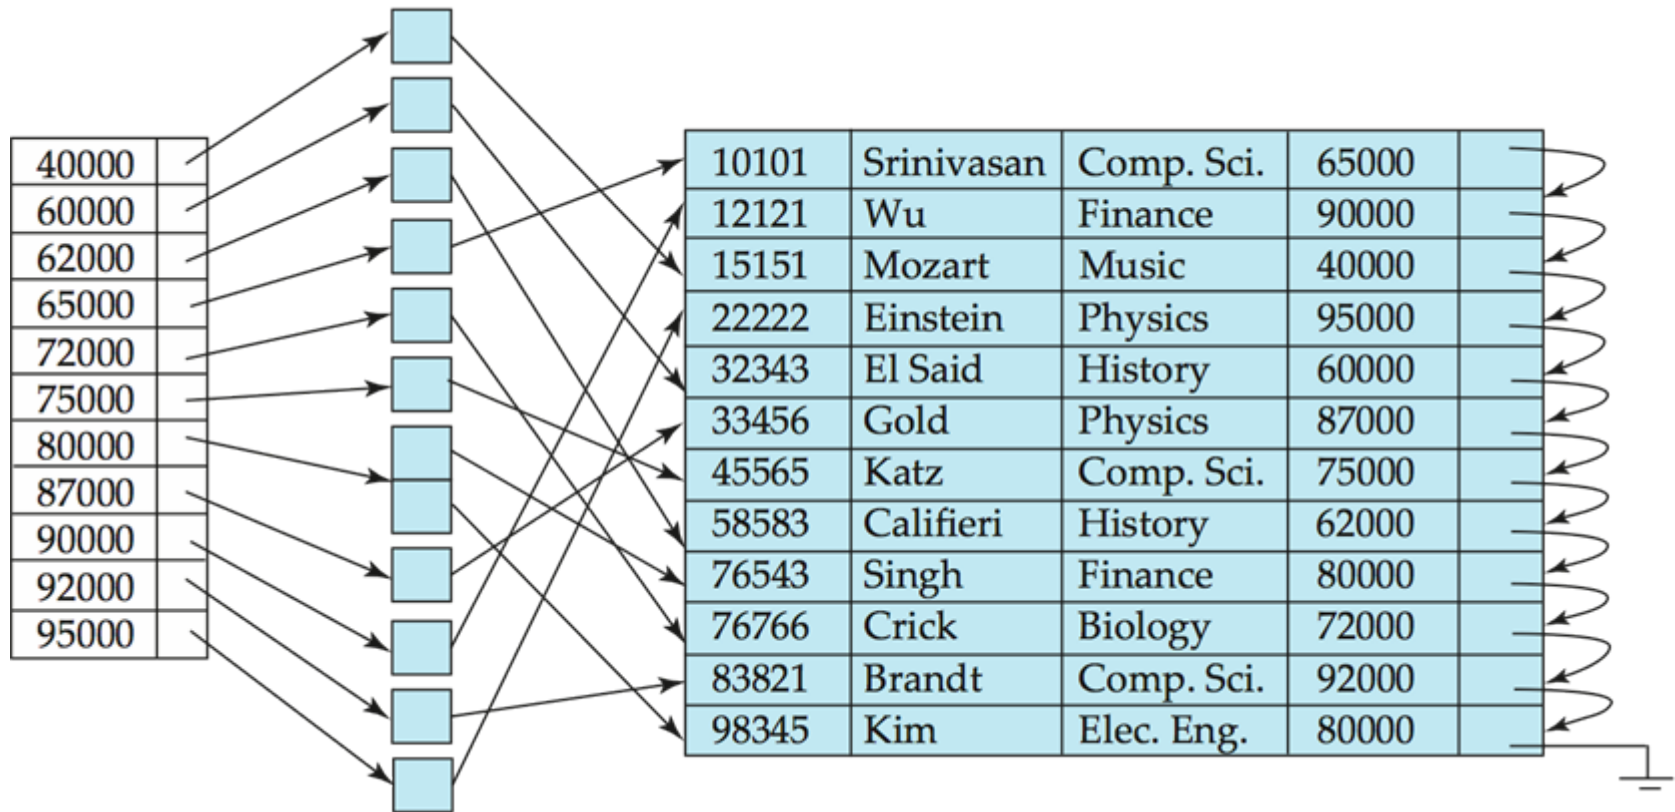 40000
60000
62000
65000
72000
75000
80000
87000
90000
92000
95000
10101 Srinivasan Comp. Sci. 65000
12121 Wu Finance 90000
15151 Mozart Music 40000
22222 Einstein Physics 95000
32343 El Said History 60000
33456 Gold Physics 87000
45565 Katz Comp. Sci. 75000
58583 Califieri History 62000
76543 Singh Finance 80000
76766 Crick Biology 72000
83821 Brandt Comp. Sci. 92000
98345 Kim Elec. Eng. 80000